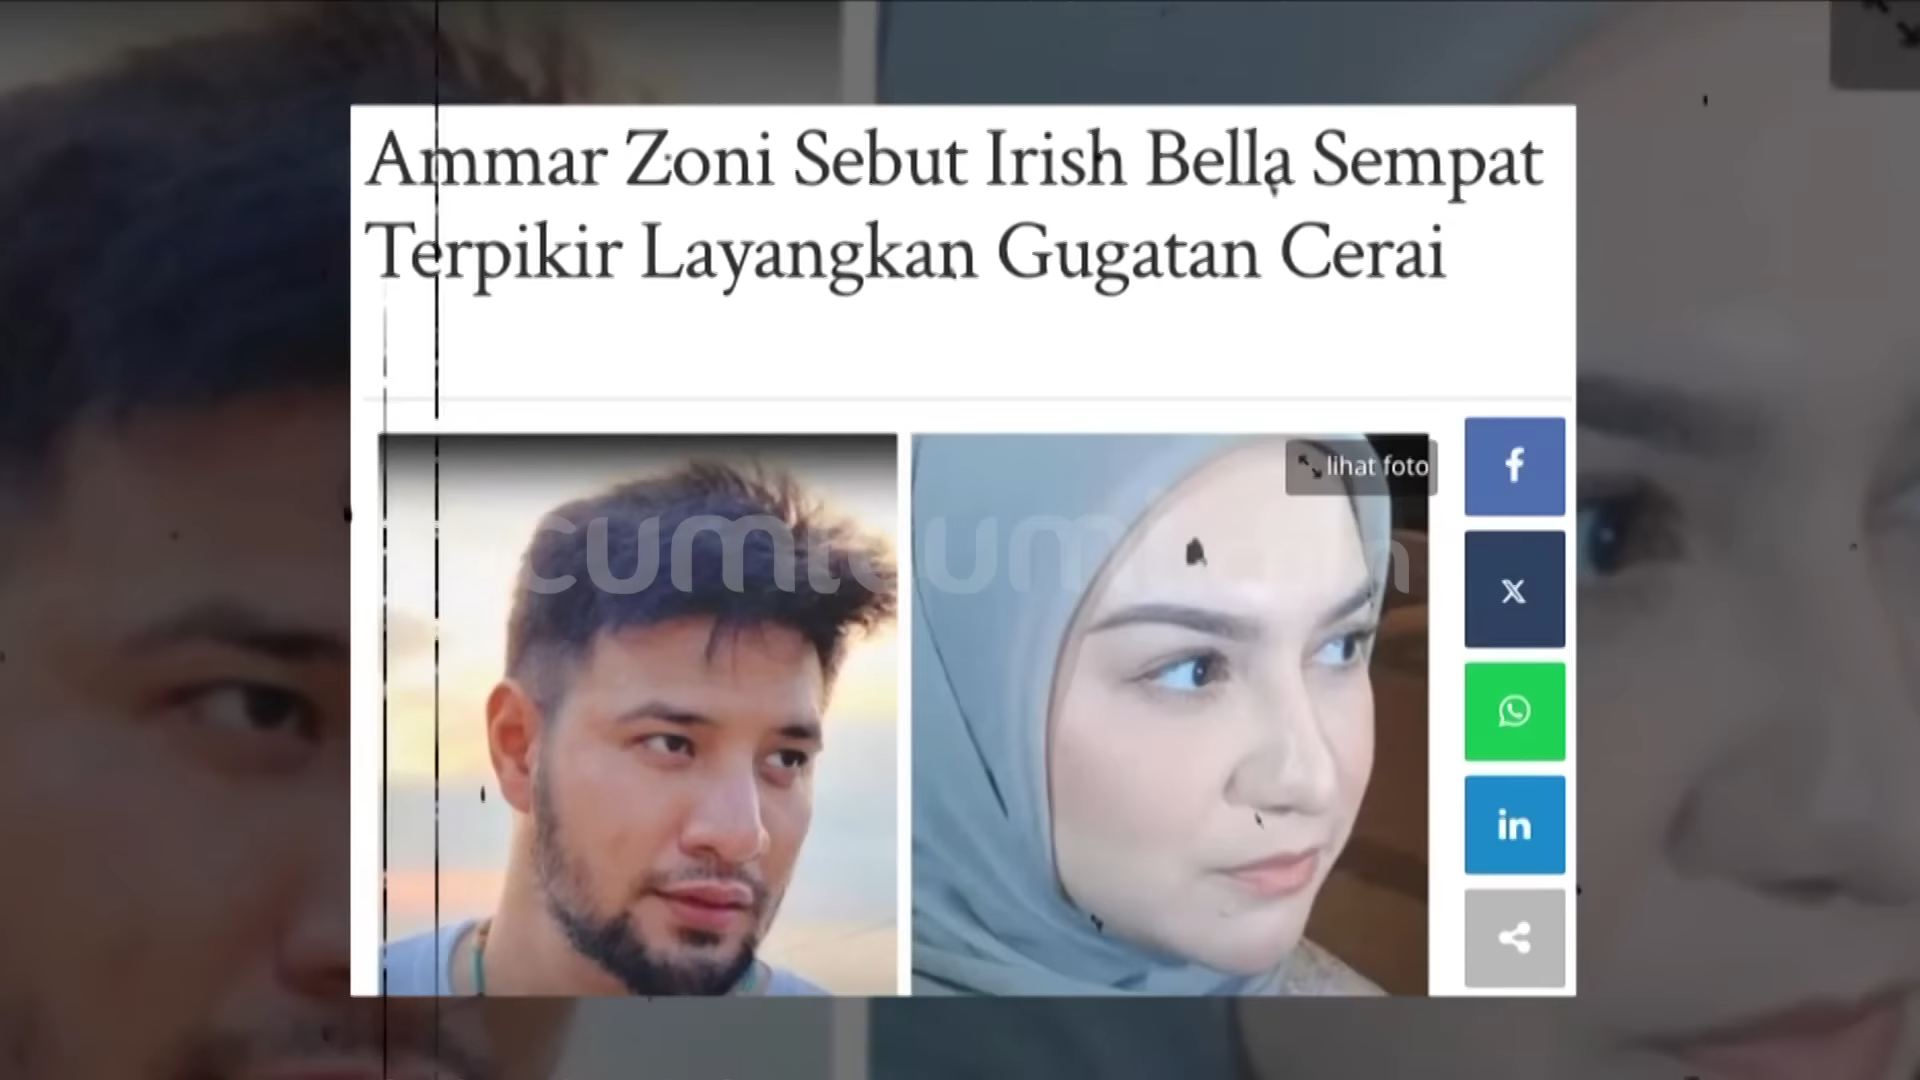 Ammar Zoni Sebut Irish Bella Sempat
Terpikir Layangkan Gugatan Cerai
lihat foto